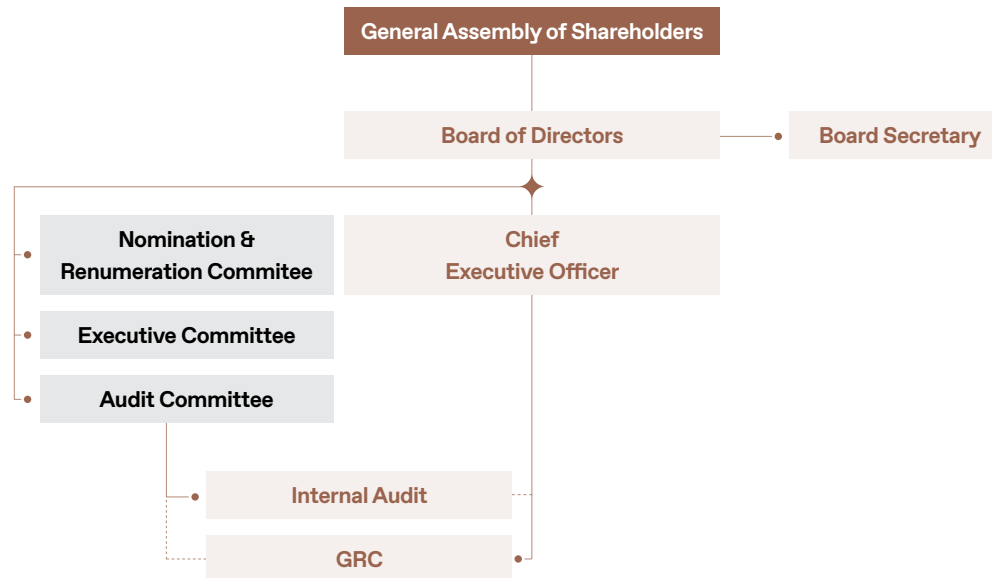 General Assembly of Shareholders
Board of Directors
Board Secretary
Nomination &
Renumeration Commitee
Chief
Executive Officer
Executive Committee
Audit Committee
Internal Audit
GRC